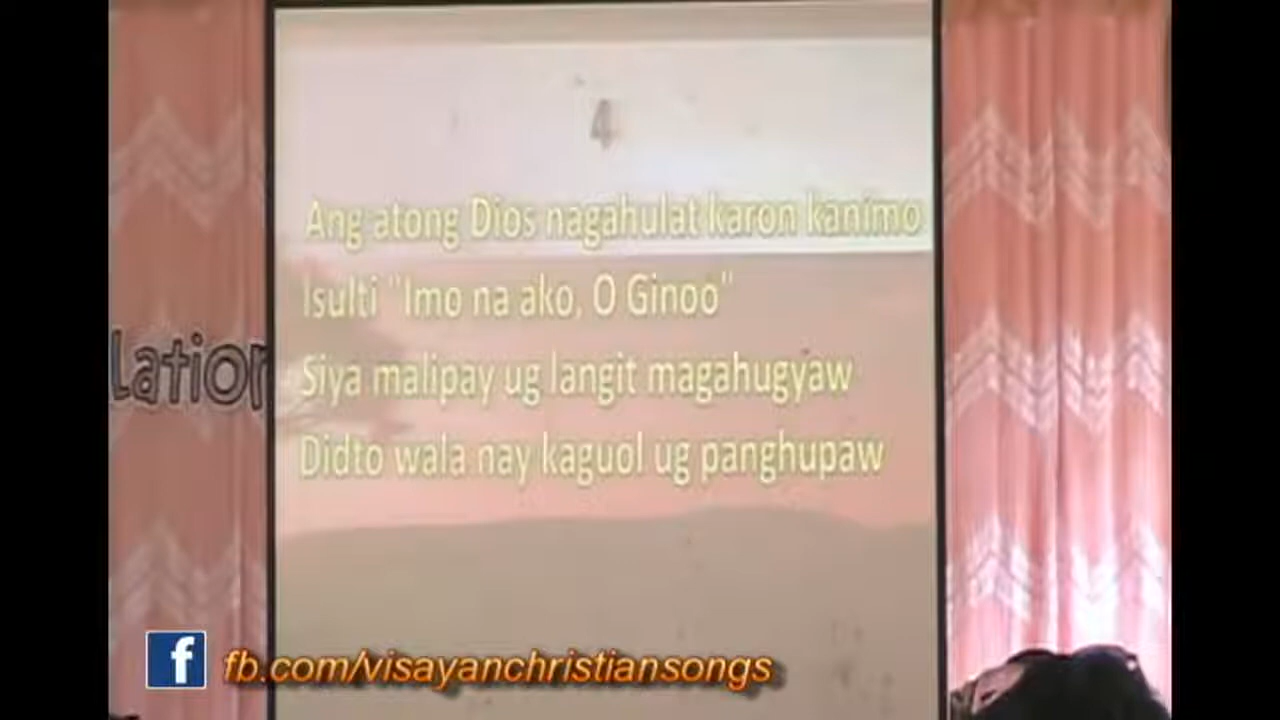 4
Ang atong Dios nagahulat karon kanimo
Isulti "Imo na ako, O Ginoo"
Siya malipay ug langit magahugyaw
lation
Didto wala nay kaguol ug panghupaw
f fb.com/visayanchristiansongs